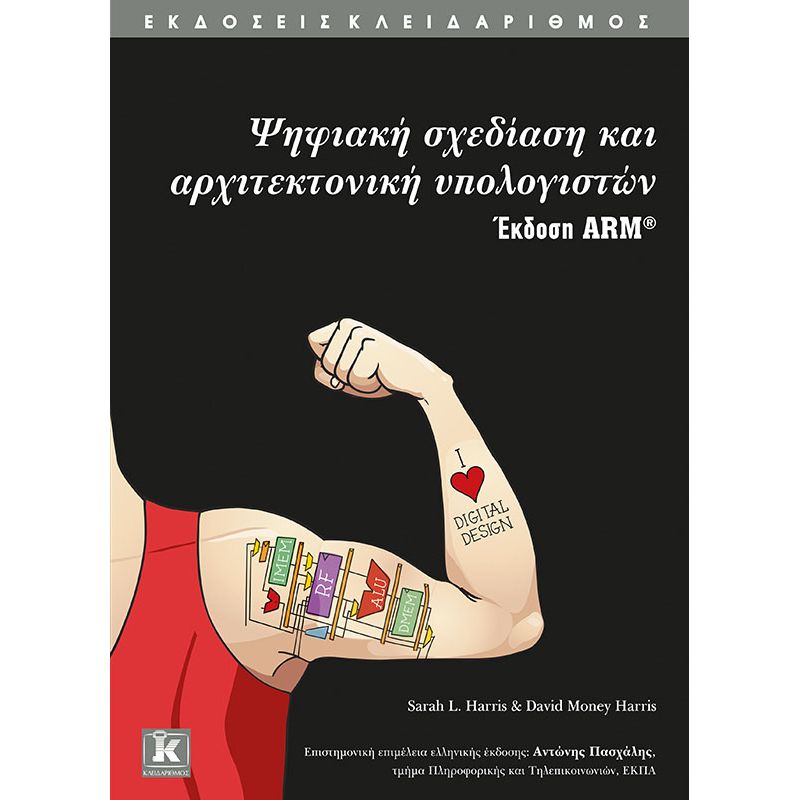 ΕΚΔΟΣΕΙΣ ΚΛΕΙΔΑΡΙΘΜΟΣ
Ψηφιακή σχεδίαση και
αρχιτεκτονική υπολογιστών
Έκδοση ARM®
I
DIGITAL
DESIGN
IMEM
RF
ALU
DMEM
Sarah L. Harris & David Money Harris
Επιστημονική επιμέλεια ελληνικής έκδοσης: Αντώνης Πασχάλης,
τμήμα Πληροφορικής και Τηλεπικοινωνιών, ΕΚΠΑ
K
ΚΛΕΙΔΑΡΙΘΜΟΣ